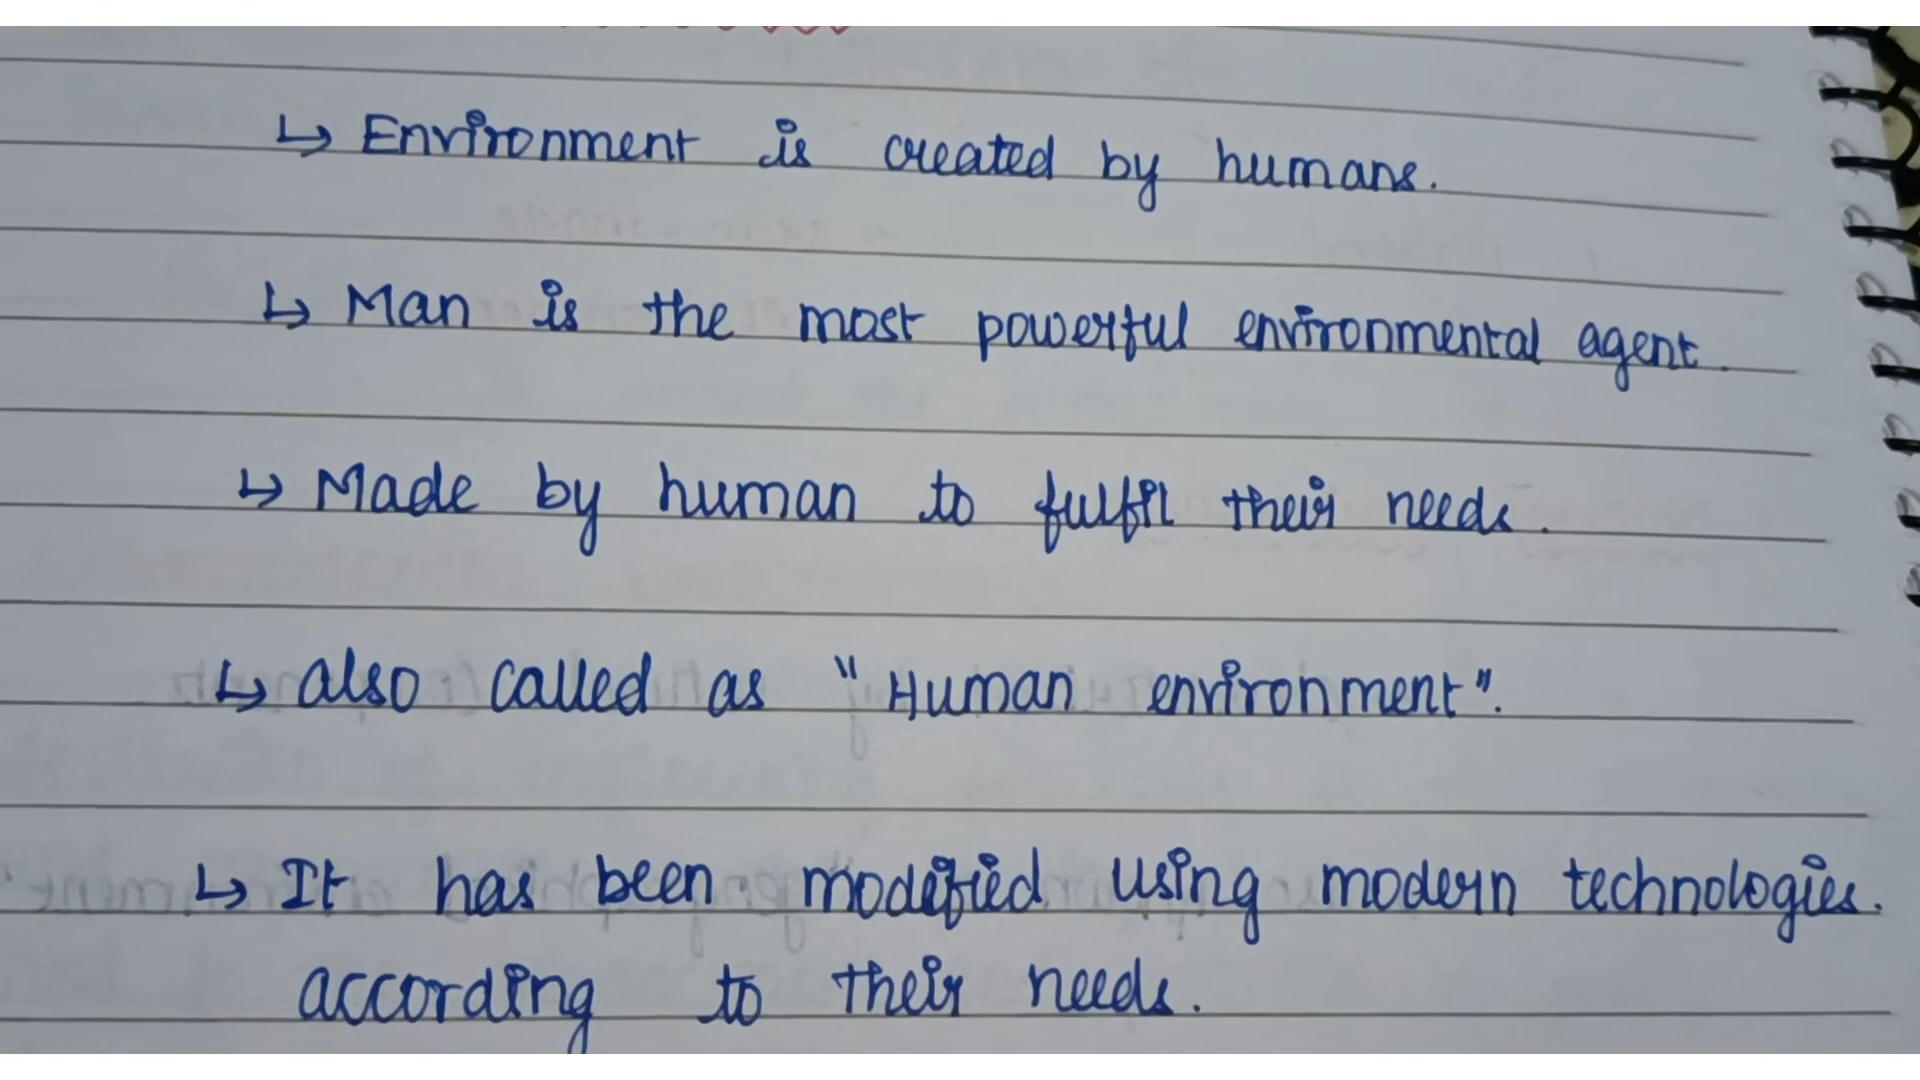 ↳ Environment is created by humans.
↳ Man is the most powerful environmental agent.
↳ Made by human to fulfil their needs.
↳ also called as "Human environment".
↳ It has been modified using modern technologies.
according to their needs.